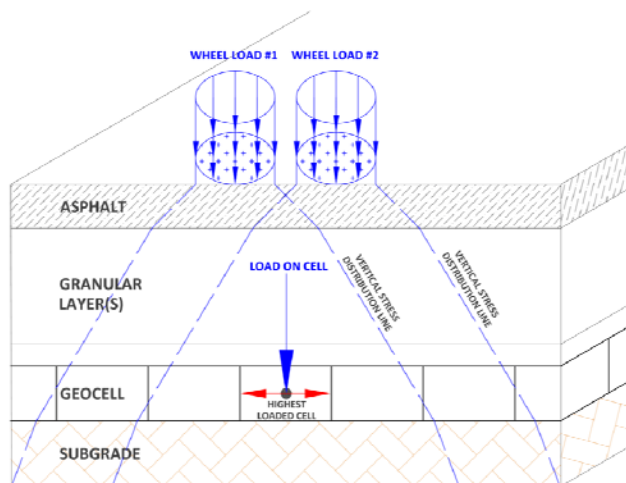 WHEEL LOAD #1
WHEEL LOAD #2
ASPHALT
GRANULAR
LAYER(S)
LOAD ON CELL
VERTICAL STRESS
DISTRIBUTION LINE
VERTICAL STRESS
DISTRIBUTION LINE
GEOCELL
HIGHEST
LOADED CELL
SUBGRADE